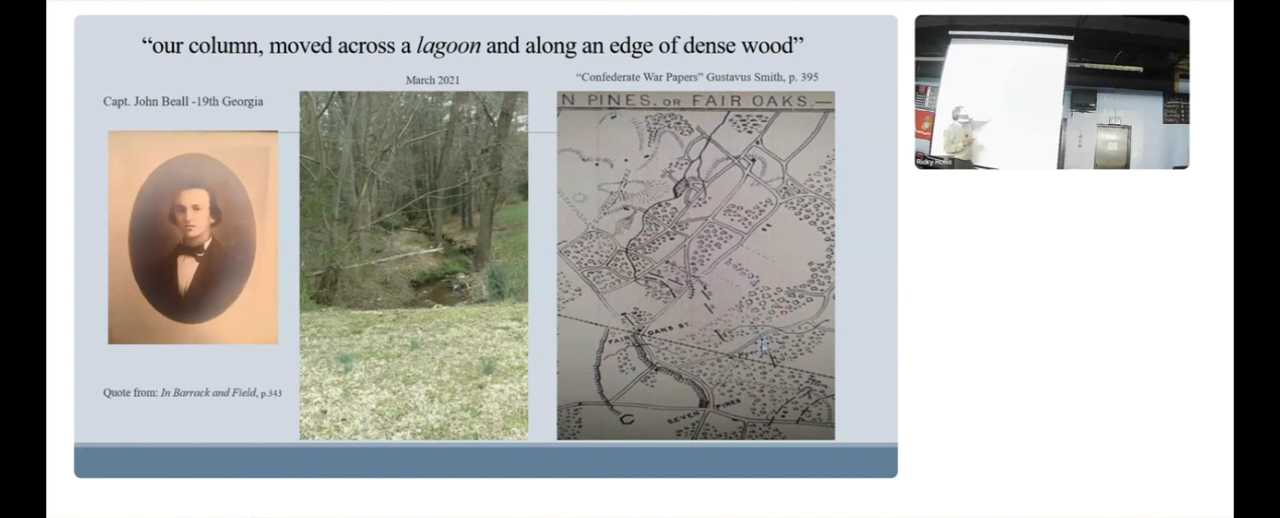 “our column, moved across a lagoon and along an edge of dense wood”
March 2021
“Confederate War Papers” Gustavus Smith, p. 395
Capt. John Beall -19th Georgia
N PINES, OR FAIR OAKS.—
FAIR OAKS ST.
SEVEN PINES
Quote from: In Barrack and Field, p.343